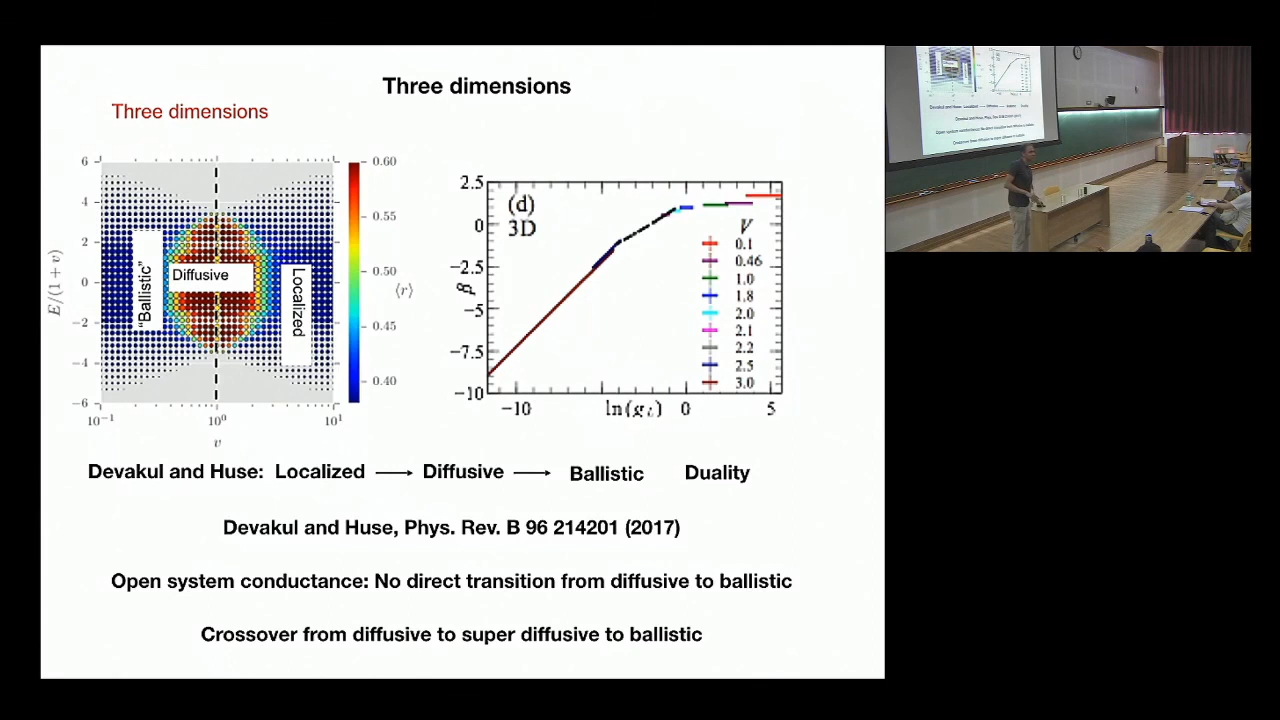 Three dimensions
Three dimensions
6
4
2
0
−2
−4
−6
E/(1 + v)
10⁻¹
10⁰
10¹
v
"Ballistic"
Diffusive
Localized
0.60
0.55
0.50
0.45
0.40
⟨r⟩
(d)
3D
2.5
0
−2.5
−5
−7.5
−10
β
−10
ln(g
0
5
V
0.1
0.46
1.0
1.8
2.0
2.1
2.2
2.5
3.0
Devakul and Huse: Localized → Diffusive → Ballistic Duality
Devakul and Huse, Phys. Rev. B 96 214201 (2017)
Open system conductance: No direct transition from diffusive to ballistic
Crossover from diffusive to super diffusive to ballistic